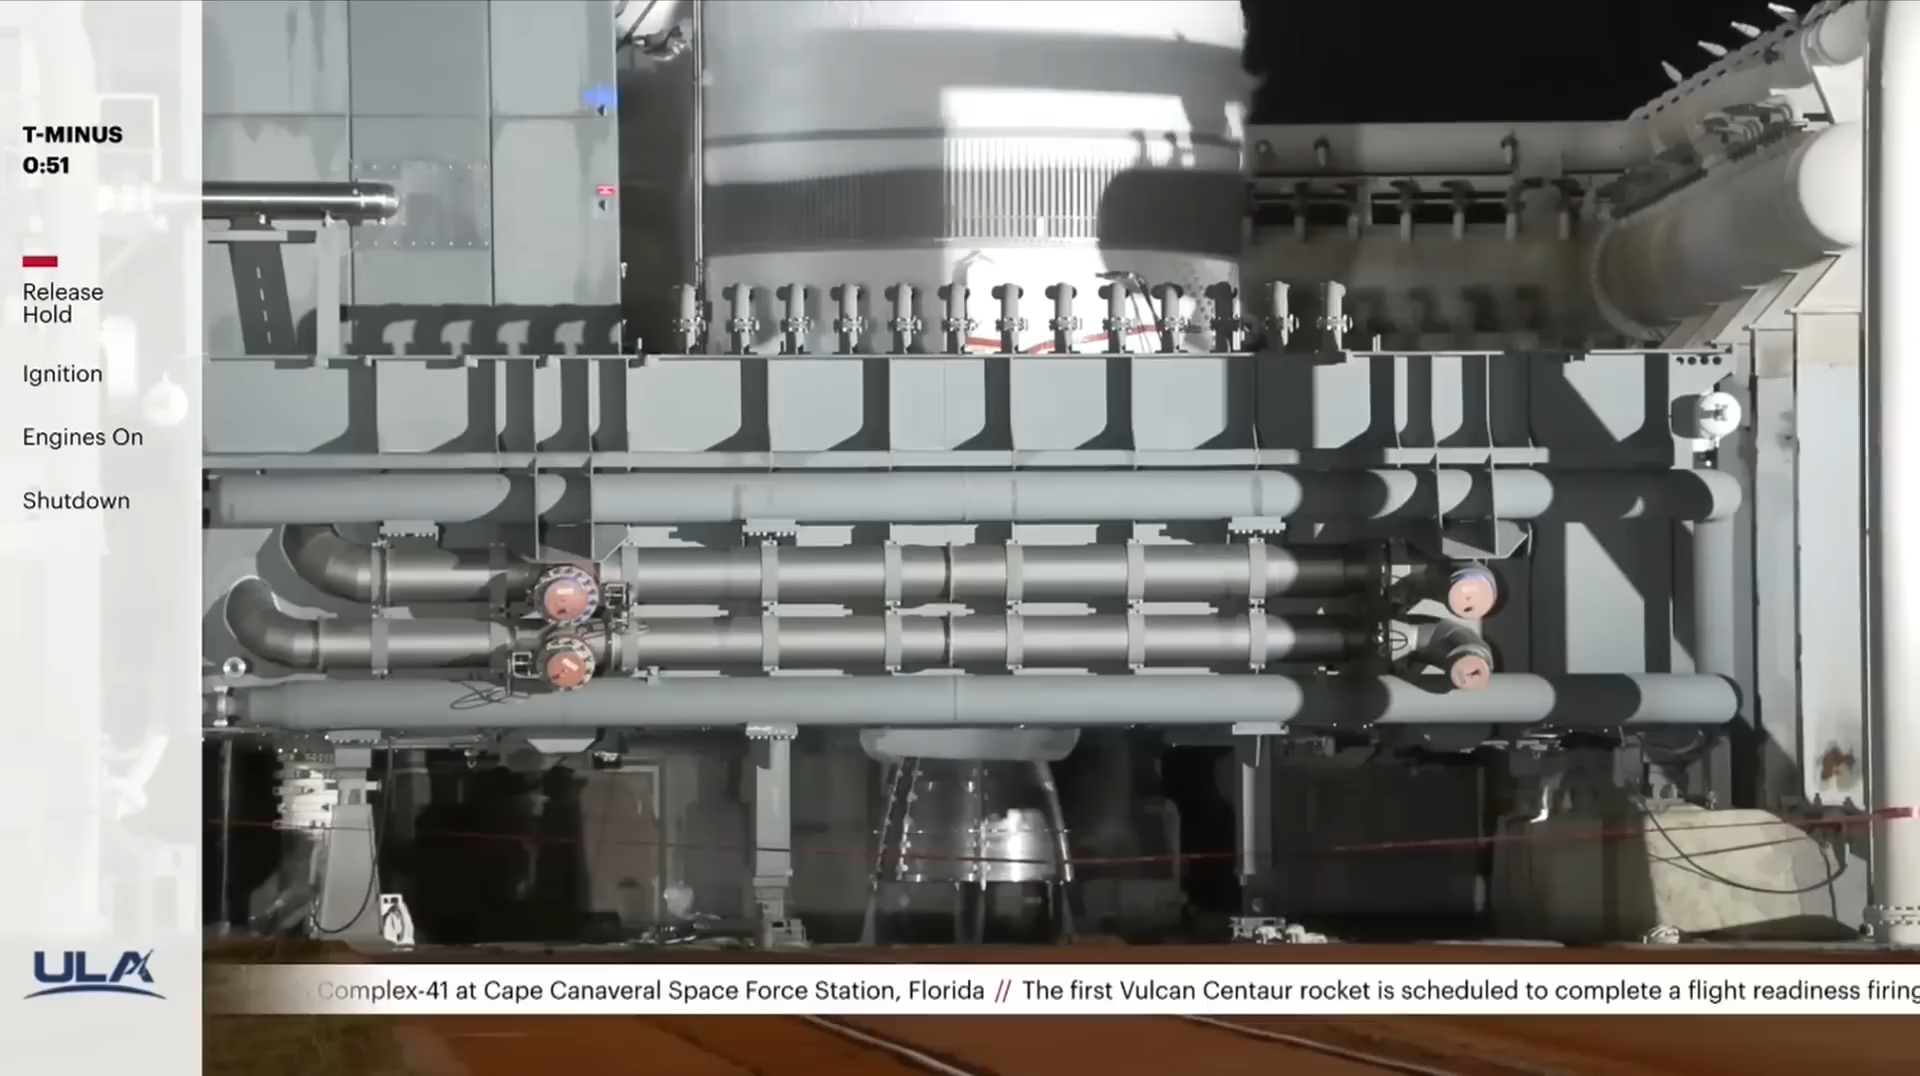 T-MINUS
0:51
Release
Hold
Ignition
Engines On
Shutdown
ULA
Complex-41 at Cape Canaveral Space Force Station, Florida // The first Vulcan Centaur rocket is scheduled to complete a flight readiness firing